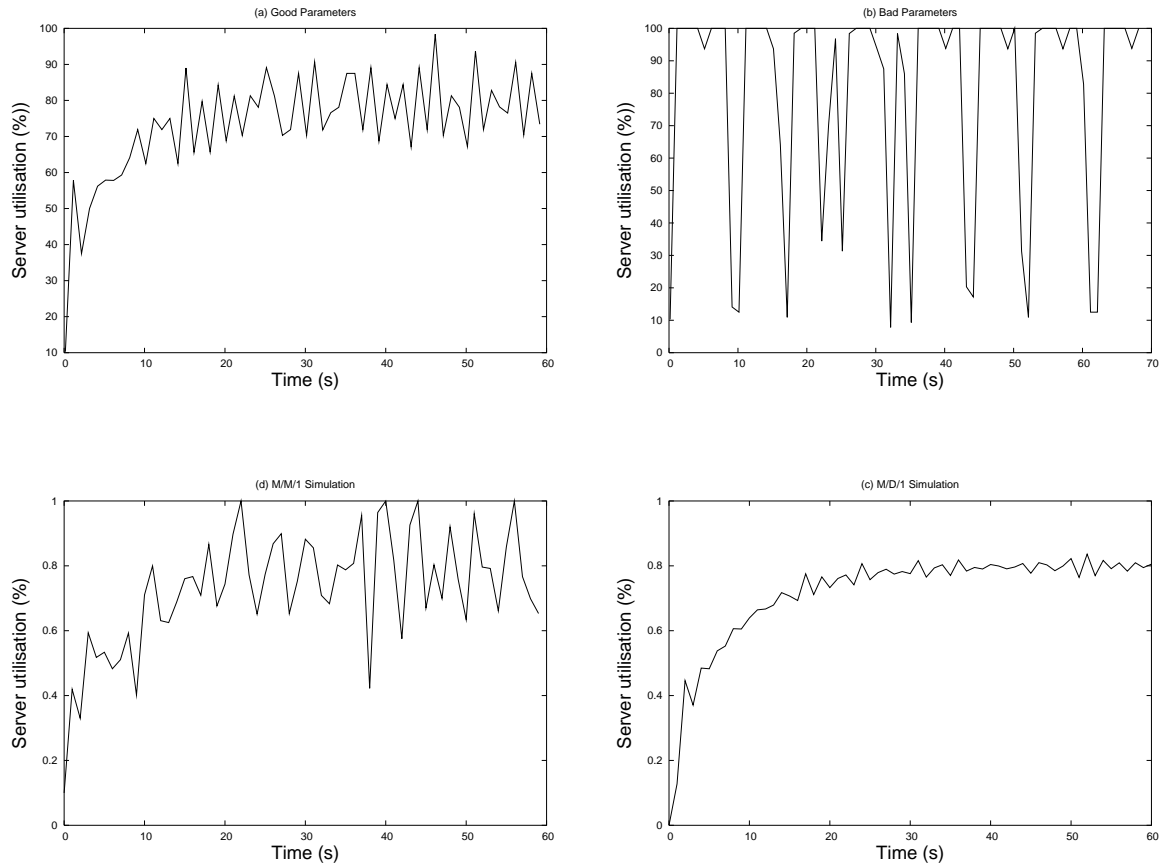 (a) Good Parameters
100
90
80
70
60
50
40
30
20
10
Server utilisation (%))
0 10 20 30 40 50 60
Time (s)
(b) Bad Parameters
100
90
80
70
60
50
40
30
20
10
0
Server utilisation (%))
0 10 20 30 40 50 60 70
Time (s)
(d) M/M/1 Simulation
1
0.8
0.6
0.4
0.2
0
Server utilisation (%)
0 10 20 30 40 50 60
Time (s)
(c) M/D/1 Simulation
1
0.8
0.6
0.4
0.2
0
Server utilisation (%)
0 10 20 30 40 50 60
Time (s)